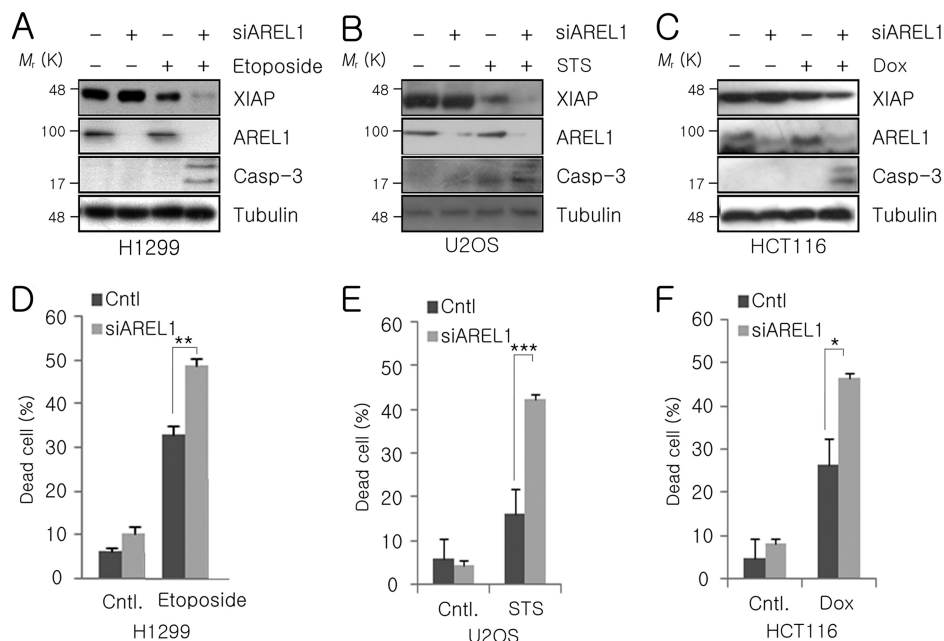 A
– + – + siAREL1
Mr (K) – – + + Etoposide
48 XIAP
100 AREL1
17 Casp-3
48 Tubulin
H1299
B
– + – + siAREL1
Mr (K) – – + + STS
48 XIAP
100 AREL1
17 Casp-3
48 Tubulin
U2OS
C
– + – + siAREL1
Mr (K) – – + + Dox
48 XIAP
100 AREL1
17 Casp-3
48 Tubulin
HCT116
D
Cntl
siAREL1
60
50
40
30
20
10
0
Dead cell (%)
**
Cntl. Etoposide
H1299
E
Cntl
siAREL1
60
50
40
30
20
10
0
Dead cell (%)
***
Cntl. STS
U2OS
F
Cntl
siAREL1
60
50
40
30
20
10
0
Dead cell (%)
*
Cntl. Dox
HCT116